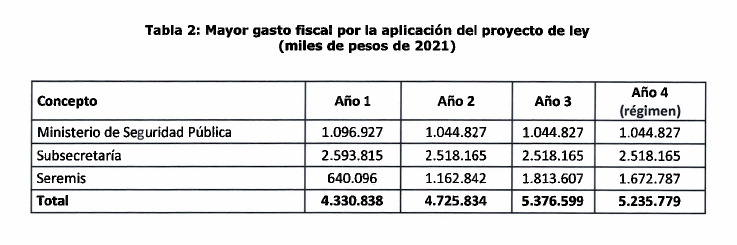 Tabla 2: Mayor gasto fiscal por la aplicación del proyecto de ley
(miles de pesos de 2021)
Concepto Año 1 Año 2 Año 3 Año 4 (régimen)
Ministerio de Seguridad Pública 1.096.927 1.044.827 1.044.827 1.044.827
Subsecretaría 2.593.815 2.518.165 2.518.165 2.518.165
Seremis 640.096 1.162.842 1.813.607 1.672.787
Total 4.330.838 4.725.834 5.376.599 5.235.779